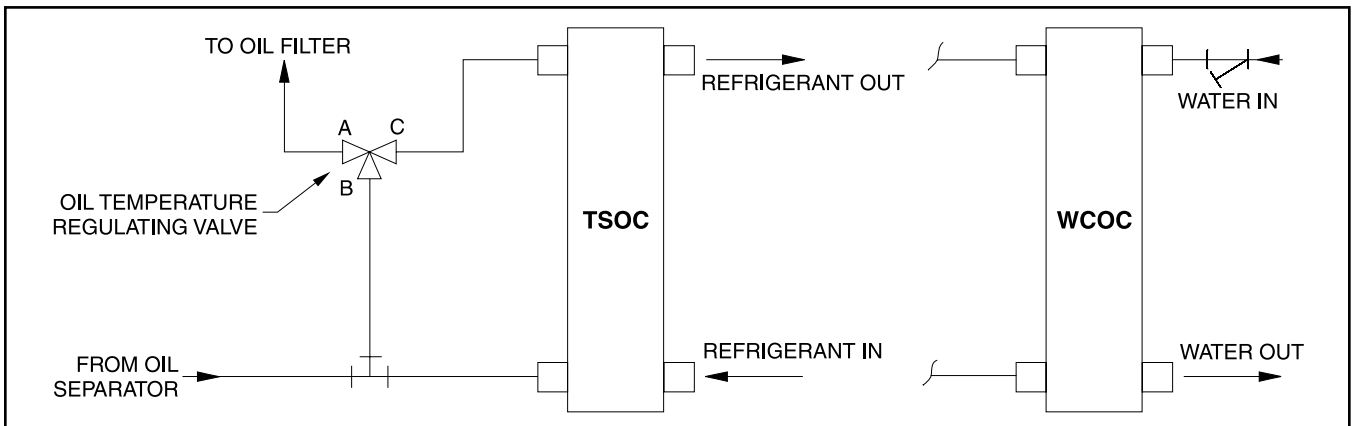 TO OIL FILTER
REFRIGERANT OUT
WATER IN
A
C
B
OIL TEMPERATURE
REGULATING VALVE
TSOC
WCOC
FROM OIL
SEPARATOR
REFRIGERANT IN
WATER OUT